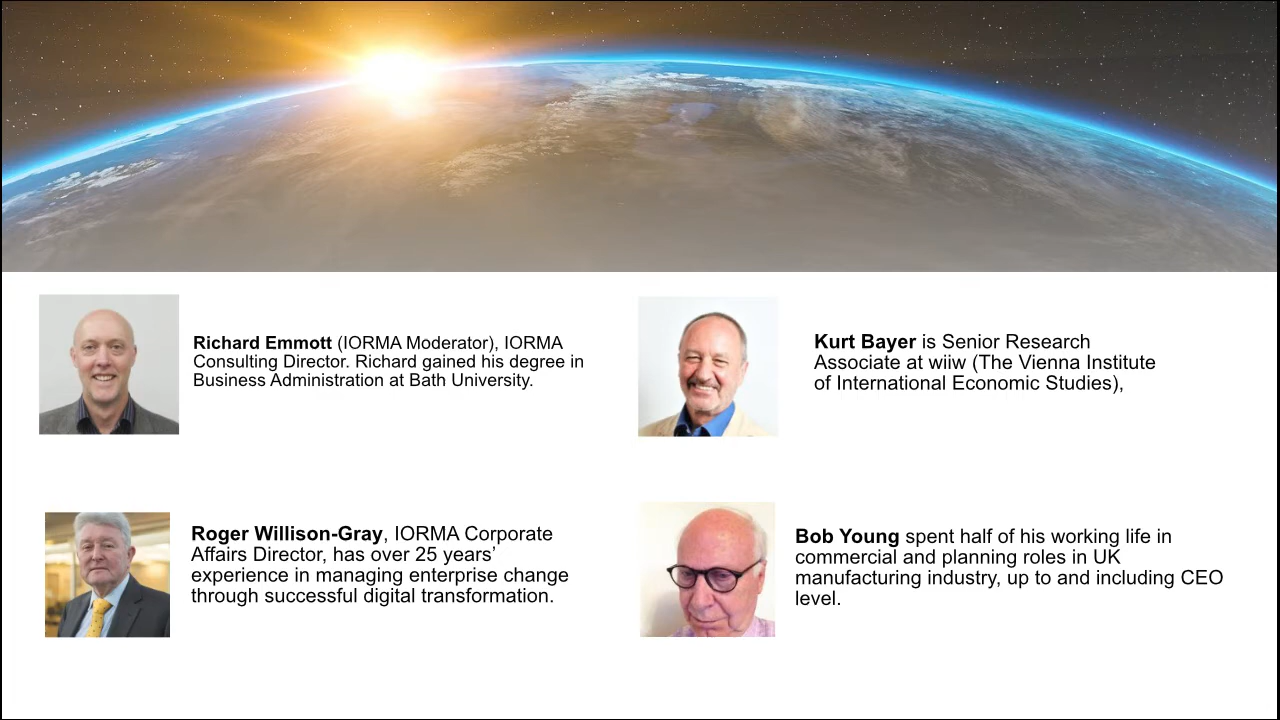 Richard Emmott (IORMA Moderator), IORMA
Consulting Director. Richard gained his degree in
Business Administration at Bath University.
Kurt Bayer is Senior Research
Associate at wiiw (The Vienna Institute
of International Economic Studies),
Roger Willison-Gray, IORMA Corporate
Affairs Director, has over 25 years’
experience in managing enterprise change
through successful digital transformation.
Bob Young spent half of his working life in
commercial and planning roles in UK
manufacturing industry, up to and including CEO
level.